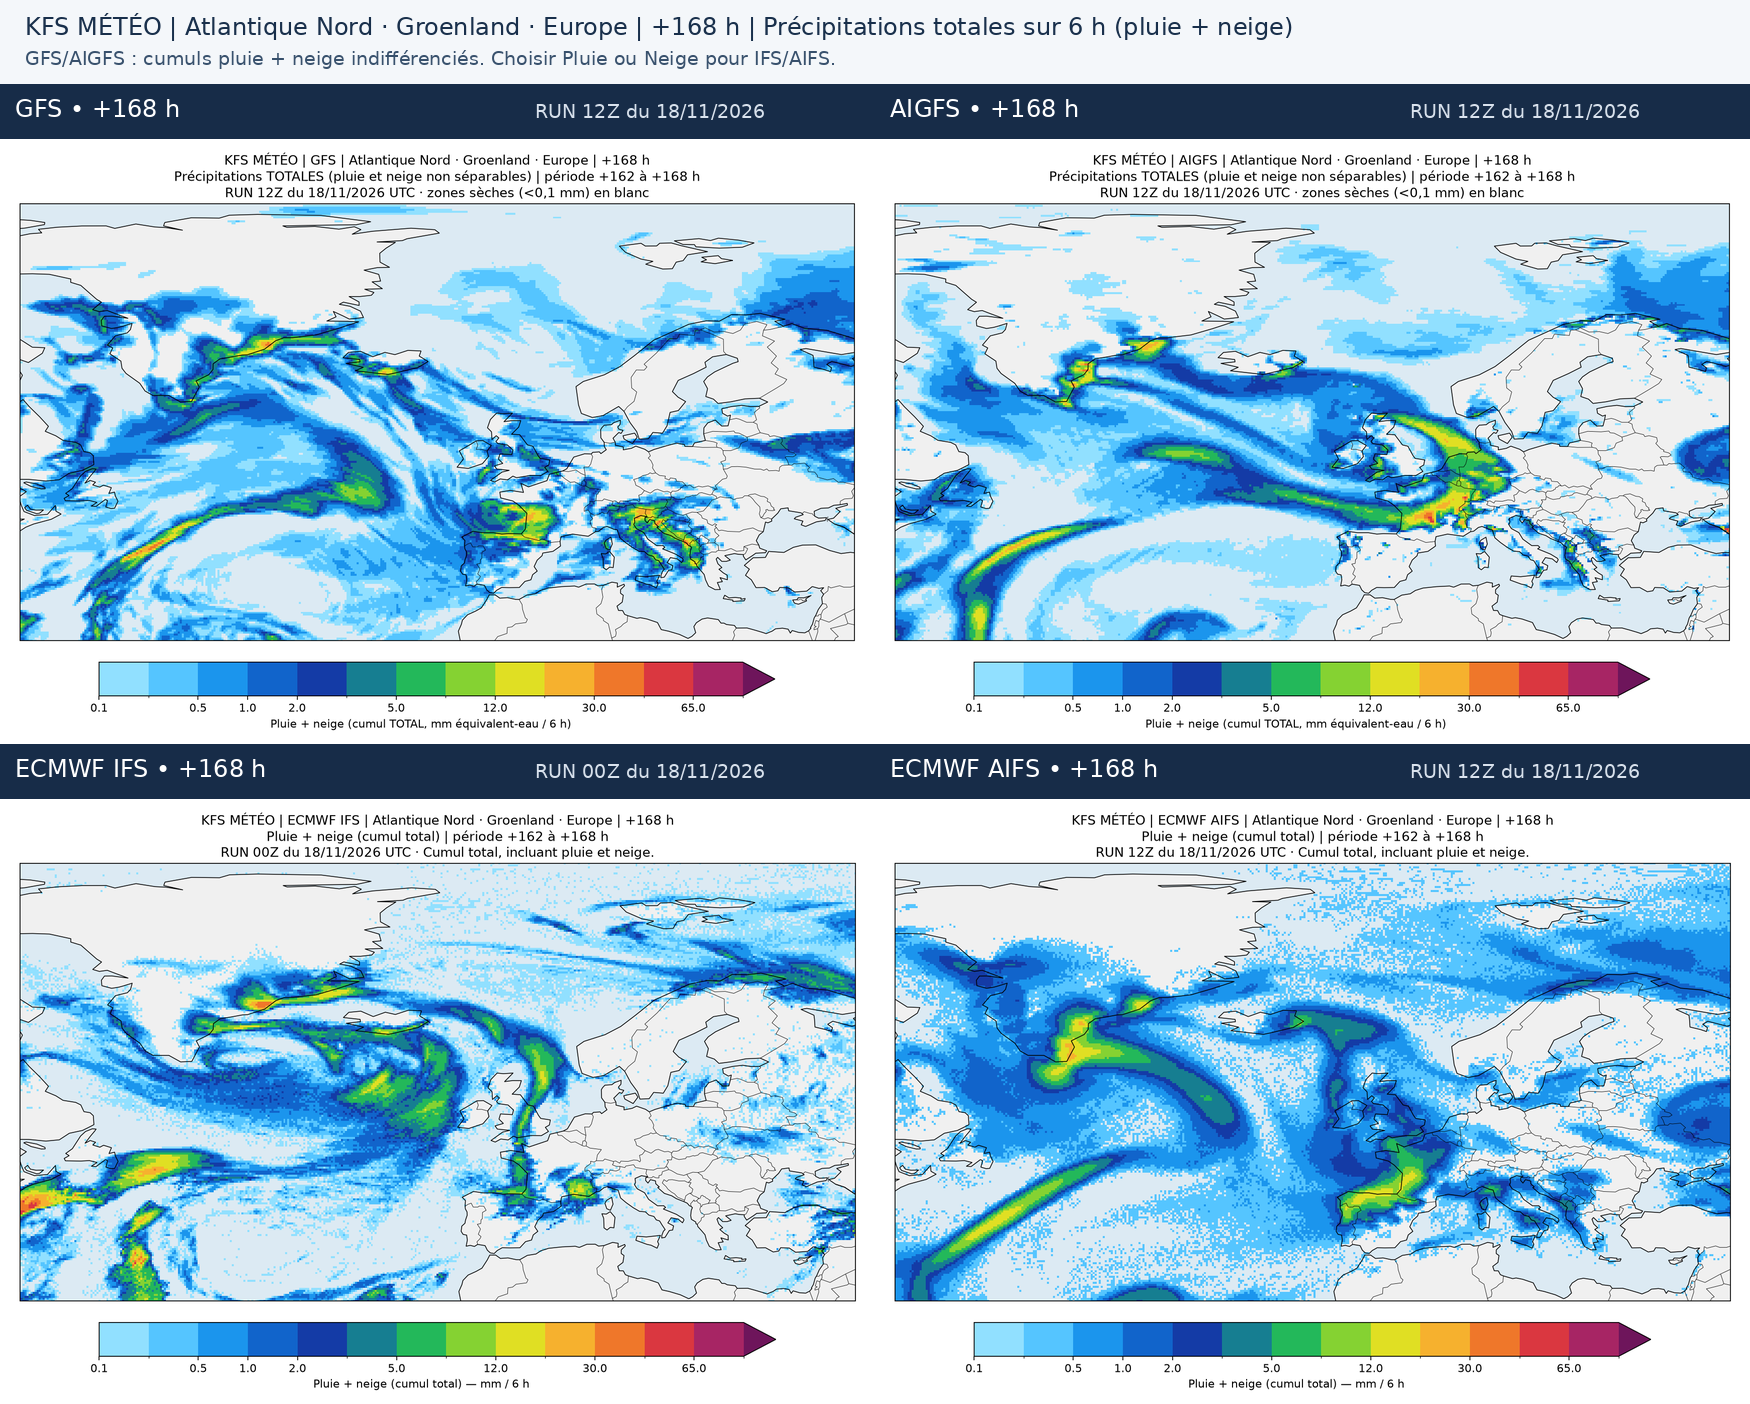 KFS MÉTÉO | Atlantique Nord · Groenland · Europe | +168 h | Précipitations totales sur 6 h (pluie + neige)
GFS/AIGFS : cumuls pluie + neige indifférenciés. Choisir Pluie ou Neige pour IFS/AIFS.
GFS • +168 h
RUN 12Z du 18/11/2026
AIGFS • +168 h
RUN 12Z du 18/11/2026
KFS MÉTÉO | GFS | Atlantique Nord · Groenland · Europe | +168 h
Précipitations TOTALES (pluie et neige non séparables) | période +162 à +168 h
RUN 12Z du 18/11/2026 UTC · zones sèches (<0,1 mm) en blanc
KFS MÉTÉO | AIGFS | Atlantique Nord · Groenland · Europe | +168 h
Précipitations TOTALES (pluie et neige non séparables) | période +162 à +168 h
RUN 12Z du 18/11/2026 UTC · zones sèches (<0,1 mm) en blanc
0.1 0.5 1.0 2.0 5.0 12.0 30.0 65.0
Pluie + neige (cumul TOTAL, mm équivalent-eau / 6 h)
0.1 0.5 1.0 2.0 5.0 12.0 30.0 65.0
Pluie + neige (cumul TOTAL, mm équivalent-eau / 6 h)
ECMWF IFS • +168 h
RUN 00Z du 18/11/2026
ECMWF AIFS • +168 h
RUN 12Z du 18/11/2026
KFS MÉTÉO | ECMWF IFS | Atlantique Nord · Groenland · Europe | +168 h
Pluie + neige (cumul total) | période +162 à +168 h
RUN 00Z du 18/11/2026 UTC · Cumul total, incluant pluie et neige.
KFS MÉTÉO | ECMWF AIFS | Atlantique Nord · Groenland · Europe | +168 h
Pluie + neige (cumul total) | période +162 à +168 h
RUN 12Z du 18/11/2026 UTC · Cumul total, incluant pluie et neige.
0.1 0.5 1.0 2.0 5.0 12.0 30.0 65.0
Pluie + neige (cumul total) — mm / 6 h
0.1 0.5 1.0 2.0 5.0 12.0 30.0 65.0
Pluie + neige (cumul total) — mm / 6 h